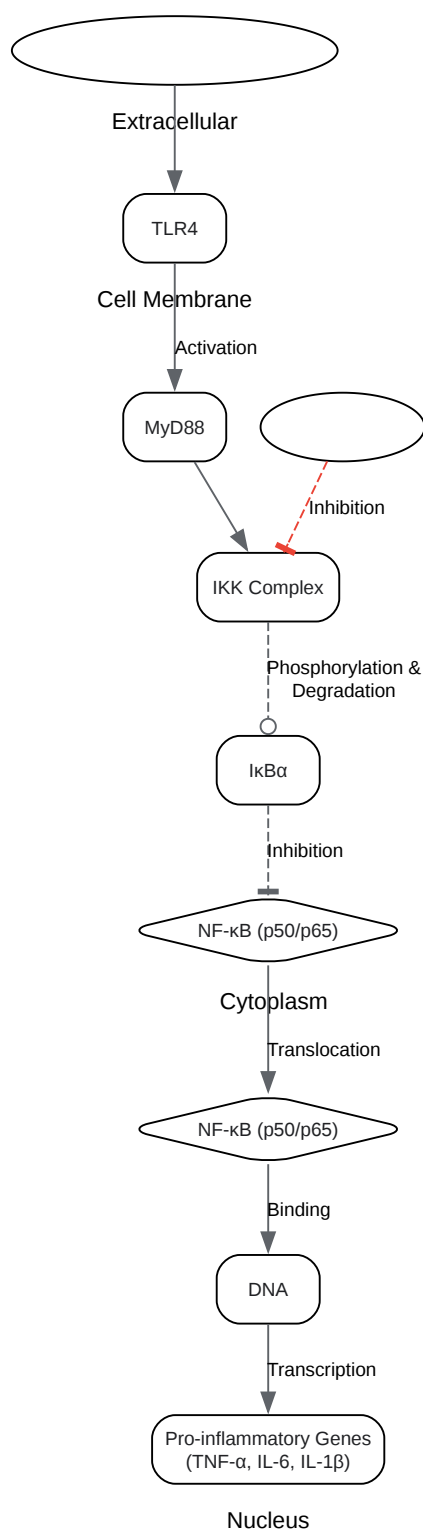 Extracellular
TLR4
Cell Membrane
Activation
MyD88
Inhibition
IKK Complex
Phosphorylation &
Degradation
IκBα
Inhibition
NF-κB (p50/p65)
Cytoplasm
Translocation
NF-κB (p50/p65)
Binding
DNA
Transcription
Pro-inflammatory Genes
(TNF-α, IL-6, IL-1β)
Nucleus